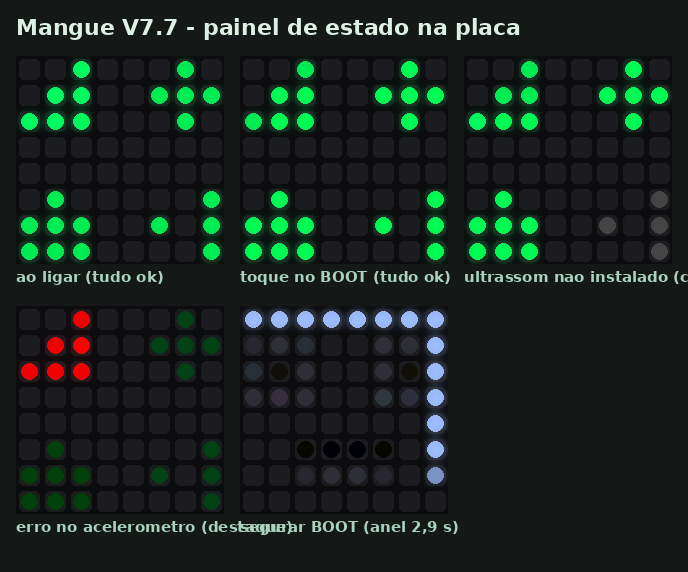 Mangue V7.7 - painel de estado na placa
ao ligar (tudo ok)
toque no BOOT (tudo ok)
ultrassom nao instalado (c
erro no acelerometro
BOOT (anel 2,9 s)